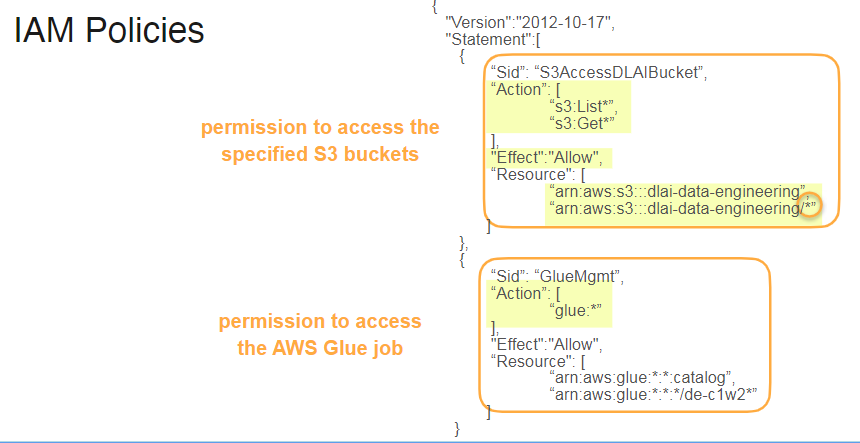 IAM Policies
{
"Version":"2012-10-17",
"Statement":[
{
“Sid”: “S3AccessDLAIBucket”,
“Action”: [
“s3:List*”,
“s3:Get*”
],
"Effect":"Allow",
“Resource”: [
“arn:aws:s3:::dlai-data-engineering”,
“arn:aws:s3:::dlai-data-engineering/*”
]
},
permission to access the
specified S3 buckets
{
“Sid”: “GlueMgmt”,
“Action”: [
“glue:*”
],
"Effect":"Allow”,
“Resource”: [
“arn:aws:glue:*:*:catalog”,
“arn:aws:glue:*:*:*/de-c1w2*”
]
}
permission to access
the AWS Glue job